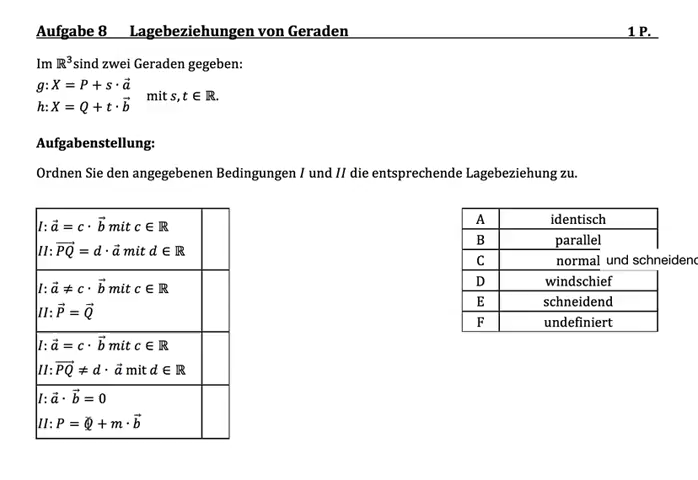 Aufgabe 8 Lagebeziehungen von Geraden 1 P.
Im ℝ³sind zwei Geraden gegeben:
g: X = P + s · a⃗
mit s, t ∈ ℝ.
h: X = Q + t · b⃗
Aufgabenstellung:
Ordnen Sie den angegebenen Bedingungen I und II die entsprechende Lagebeziehung zu.
I: a⃗ = c · b⃗ mit c ∈ ℝ
II: PQ⃗ = d · a⃗ mit d ∈ ℝ
I: a⃗ ≠ c · b⃗ mit c ∈ ℝ
II: P⃗ = Q⃗
I: a⃗ = c · b⃗ mit c ∈ ℝ
II: PQ⃗ ≠ d · a⃗ mit d ∈ ℝ
I: a⃗ · b⃗ = 0
II: P = Q + m · b⃗
A identisch
B parallel
C normal und schneidend
D windschief
E schneidend
F undefiniert